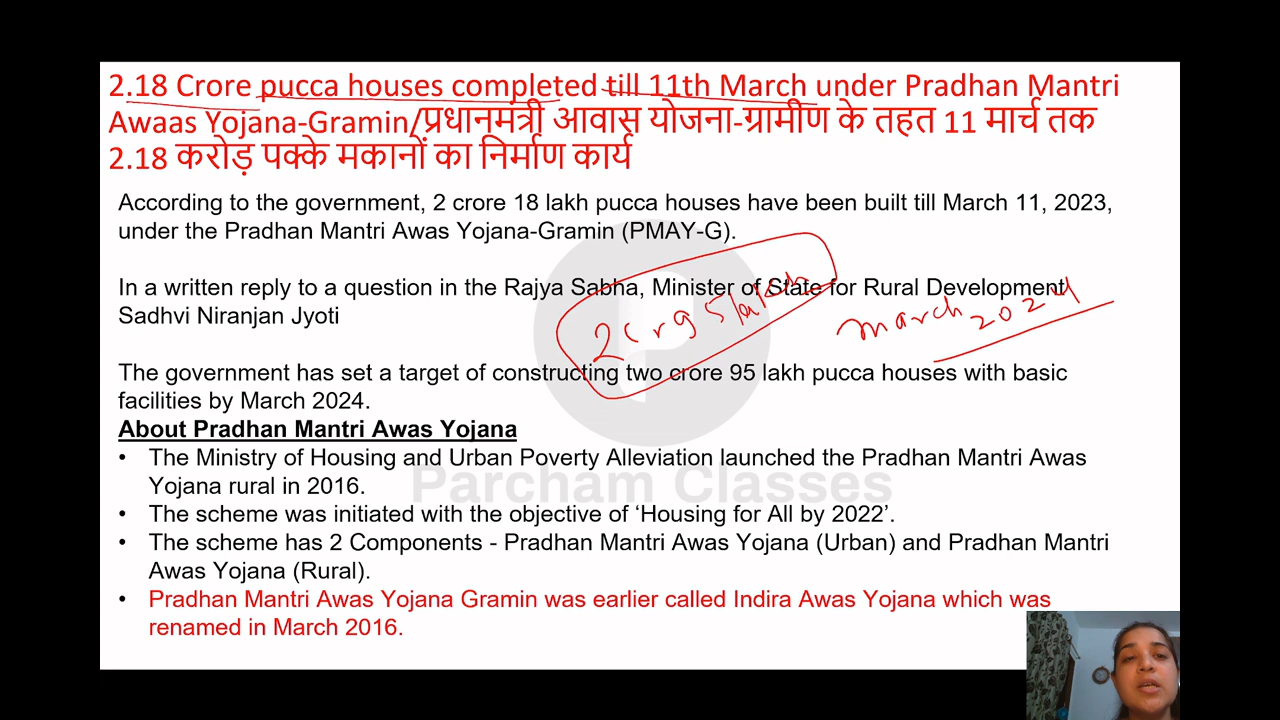 2.18 Crore pucca houses completed till 11th March under Pradhan Mantri
Awaas Yojana-Gramin/प्रधानमंत्री आवास योजना-ग्रामीण के तहत 11 मार्च तक
2.18 करोड़ पक्के मकानों का निर्माण कार्य
According to the government, 2 crore 18 lakh pucca houses have been built till March 11, 2023,
under the Pradhan Mantri Awas Yojana-Gramin (PMAY-G).
In a written reply to a question in the Rajya Sabha, Minister of State for Rural Development
Sadhvi Niranjan Jyoti
2 Cr 95 lakh
march 2024
The government has set a target of constructing two crore 95 lakh pucca houses with basic
facilities by March 2024.
About Pradhan Mantri Awas Yojana
• The Ministry of Housing and Urban Poverty Alleviation launched the Pradhan Mantri Awas
Yojana rural in 2016.
Parcham Classes
• The scheme was initiated with the objective of ‘Housing for All by 2022’.
• The scheme has 2 Components - Pradhan Mantri Awas Yojana (Urban) and Pradhan Mantri
Awas Yojana (Rural).
• Pradhan Mantri Awas Yojana Gramin was earlier called Indira Awas Yojana which was
renamed in March 2016.